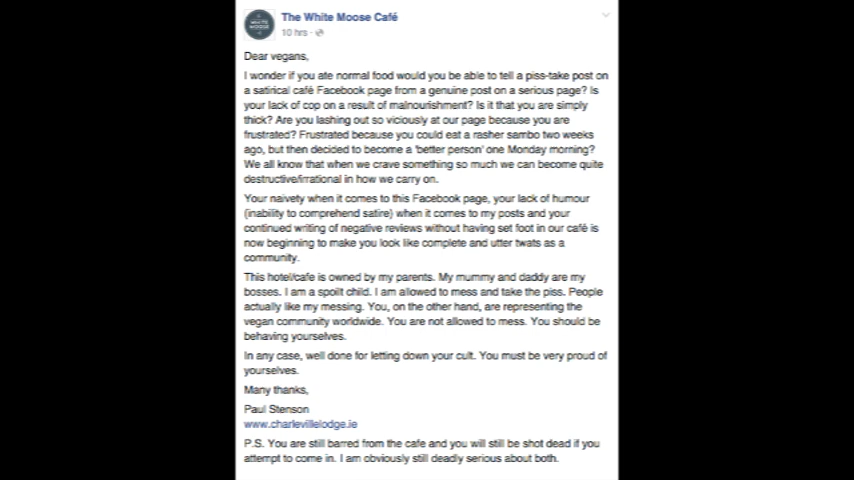 The White Moose Café
10 hrs ·
WHITE MOOSE
Dear vegans,
I wonder if you ate normal food would you be able to tell a piss-take post on
a satirical café Facebook page from a genuine post on a serious page? Is
your lack of cop on a result of malnourishment? Is it that you are simply
thick? Are you lashing out so viciously at our page because you are
frustrated? Frustrated because you could eat a rasher sambo two weeks
ago, but then decided to become a 'better person' one Monday morning?
We all know that when we crave something so much we can become quite
destructive/irrational in how we carry on.
Your naivety when it comes to this Facebook page, your lack of humour
(inability to comprehend satire) when it comes to my posts and your
continued writing of negative reviews without having set foot in our café is
now beginning to make you look like complete and utter twats as a
community.
This hotel/cafe is owned by my parents. My mummy and daddy are my
bosses. I am a spoilt child. I am allowed to mess and take the piss. People
actually like my messing. You, on the other hand, are representing the
vegan community worldwide. You are not allowed to mess. You should be
behaving yourselves.
In any case, well done for letting down your cult. You must be very proud of
yourselves.
Many thanks,
Paul Stenson
www.charlevillelodge.ie
P.S. You are still barred from the cafe and you will still be shot dead if you
attempt to come in. I am obviously still deadly serious about both.